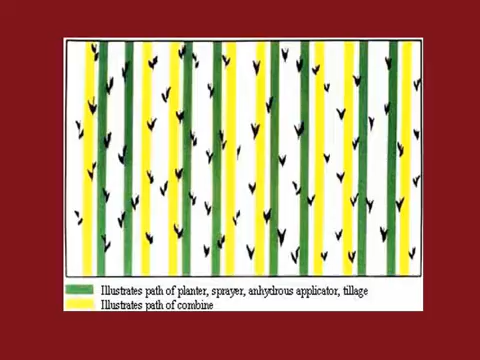 Illustrates path of planter, sprayer, anhydrous applicator, tillage
Illustrates path of combine